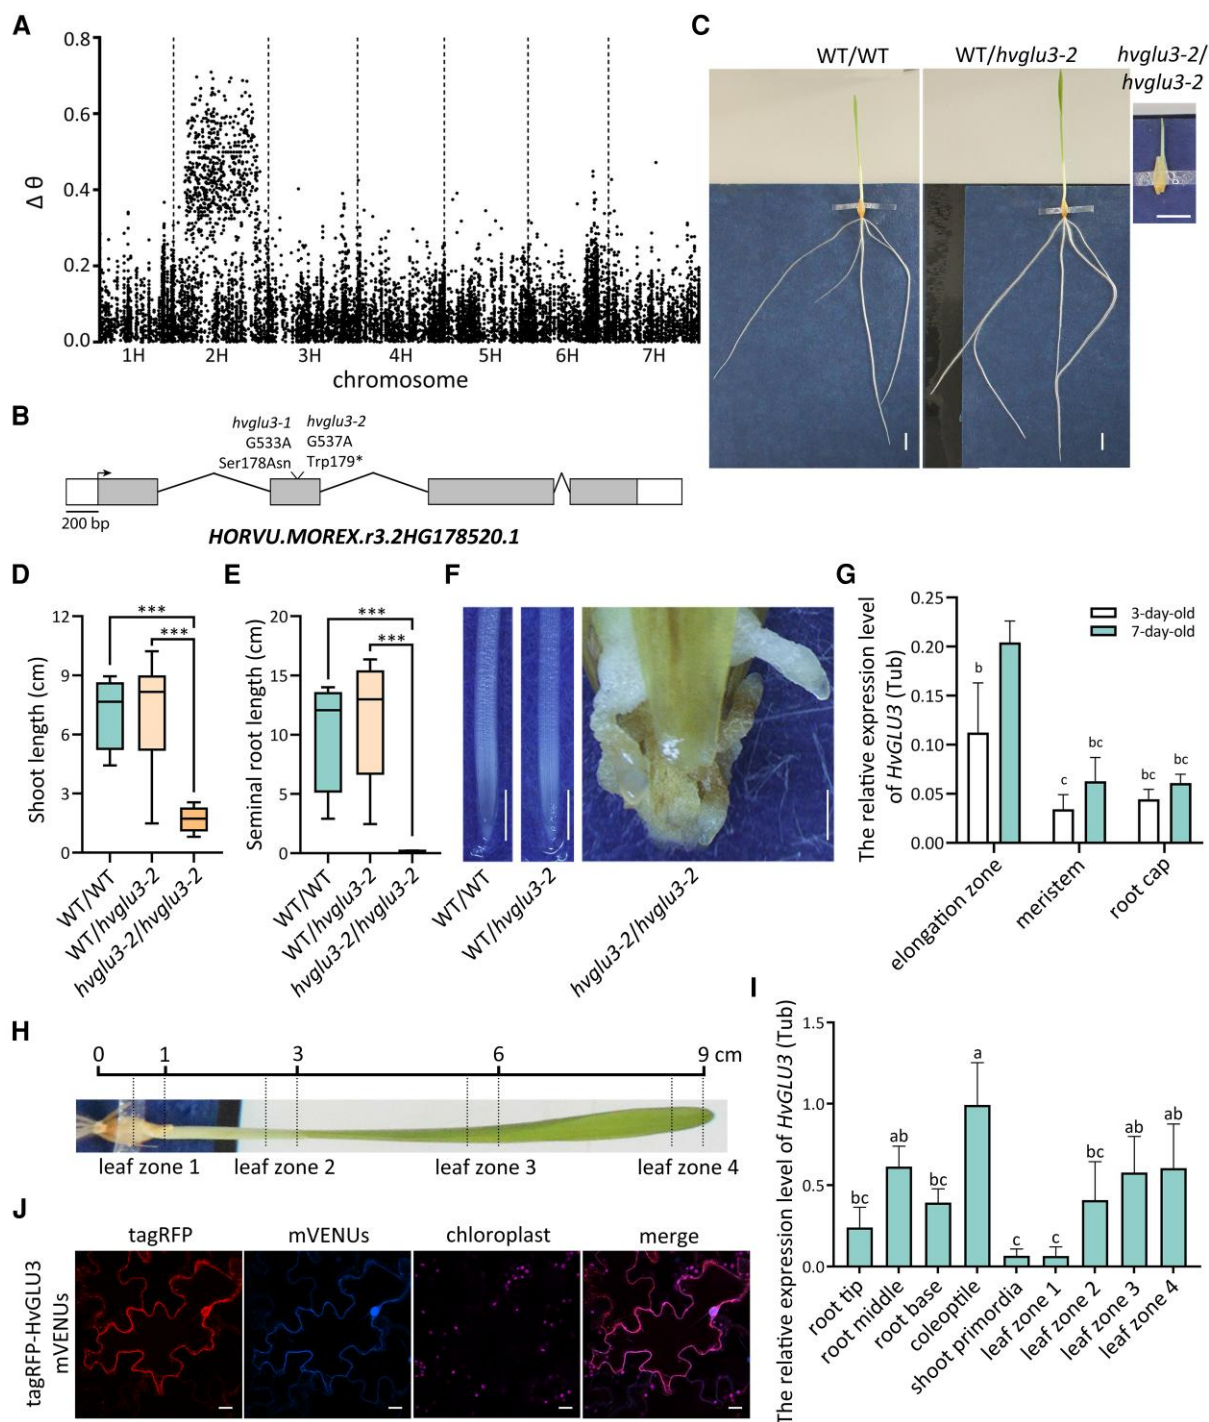 A
0.8
0.6
0.4
0.2
0.0
Δ θ
1H 2H 3H 4H 5H 6H 7H
chromosome
B
hvglu3-1 hvglu3-2
G533A G537A
Ser178Asn Trp179*
200 bp
HORVU.MOREX.r3.2HG178520.1
C
WT/WT WT/hvglu3-2 hvglu3-2/
hvglu3-2
D
Shoot length (cm)
12
9
6
3
0
***
***
WT/WT
WT/hvglu3-2
hvglu3-2/hvglu3-2
E
Seminal root length (cm)
20
15
10
5
0
***
***
WT/WT
WT/hvglu3-2
hvglu3-2/hvglu3-2
F
WT/WT
WT/hvglu3-2
hvglu3-2/hvglu3-2
G
The relative expression level
of HvGLU3 (Tub)
0.25
0.20
0.15
0.10
0.05
0.00
3-day-old
7-day-old
b
c
bc
bc
bc
elongation zone
meristem
root cap
H
0 1 3 6 9 cm
leaf zone 1 leaf zone 2 leaf zone 3 leaf zone 4
I
The relative expression level of HvGLU3 (Tub)
1.5
1.0
0.5
0.0
bc
ab
bc
a
c
c
bc
ab
ab
root tip
root middle
root base
coleoptile
shoot primordia
leaf zone 1
leaf zone 2
leaf zone 3
leaf zone 4
J
tagRFP mVENUs chloroplast merge
tagRFP-HvGLU3
mVENUs